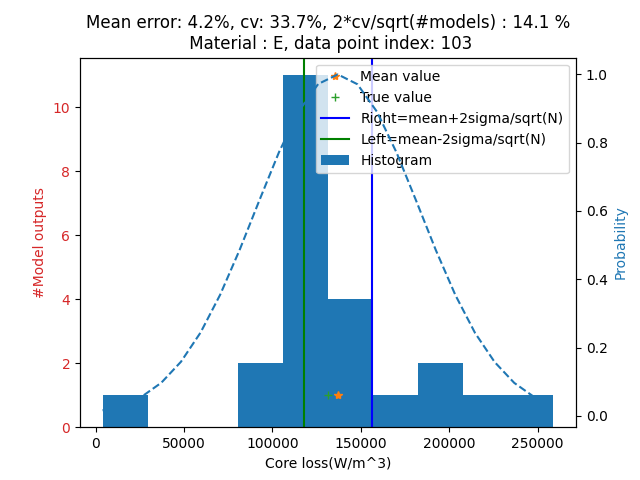 Mean error: 4.2%, cv: 33.7%, 2*cv/sqrt(#models) : 14.1 %
Material : E, data point index: 103
Mean value
True value
Right=mean+2sigma/sqrt(N)
Left=mean-2sigma/sqrt(N)
Histogram
#Model outputs
10
8
6
4
2
0
1.0
0.8
0.6
0.4
0.2
0.0
Probability
0 50000 100000 150000 200000 250000
Core loss(W/m^3)